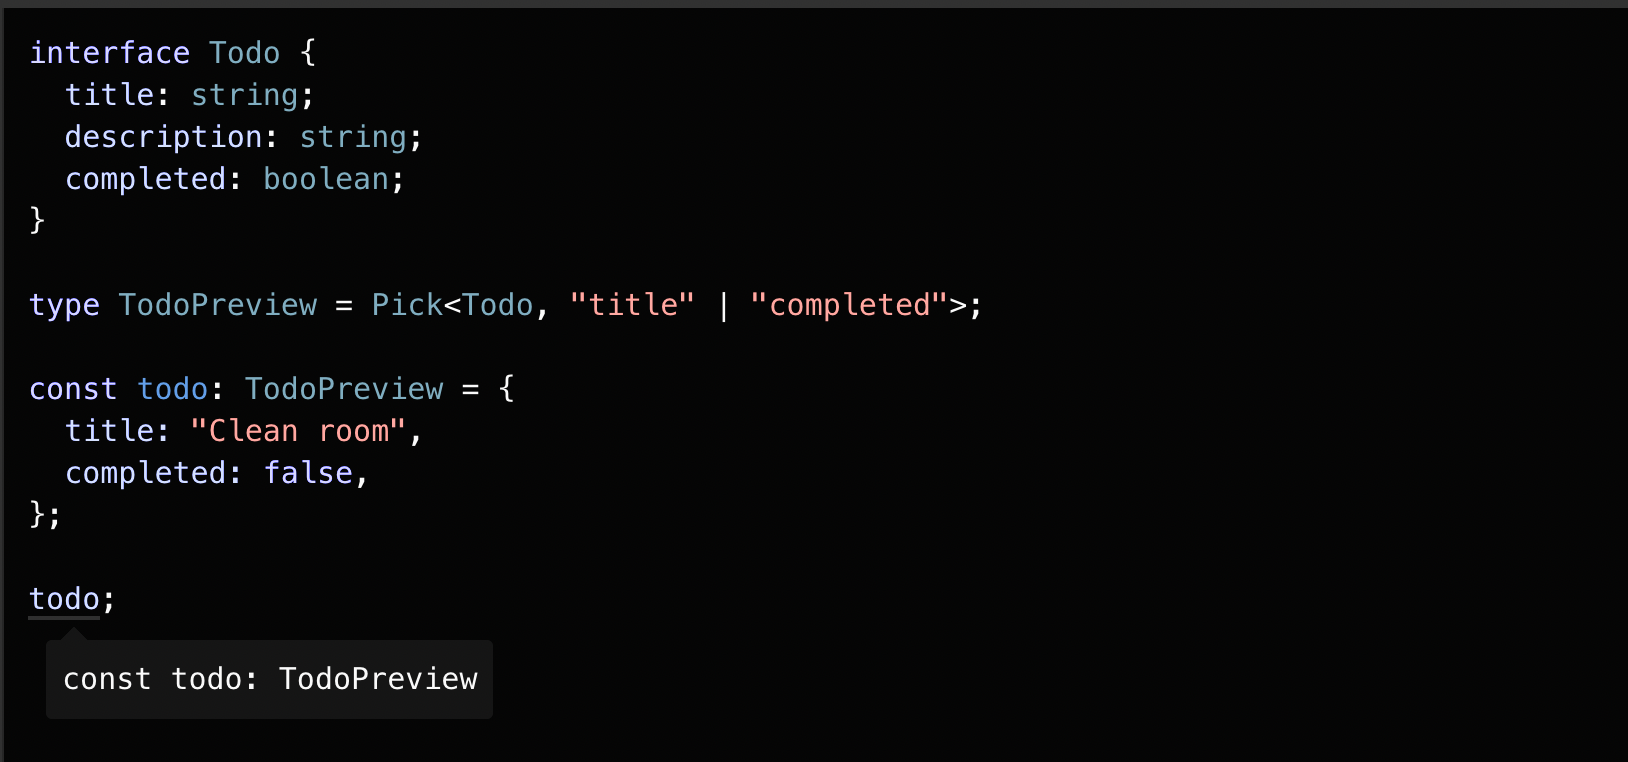 interface Todo {
  title: string;
  description: string;
  completed: boolean;
}
type TodoPreview = Pick<Todo, "title" | "completed">;
const todo: TodoPreview = {
  title: "Clean room",
  completed: false,
};
todo;
const todo: TodoPreview